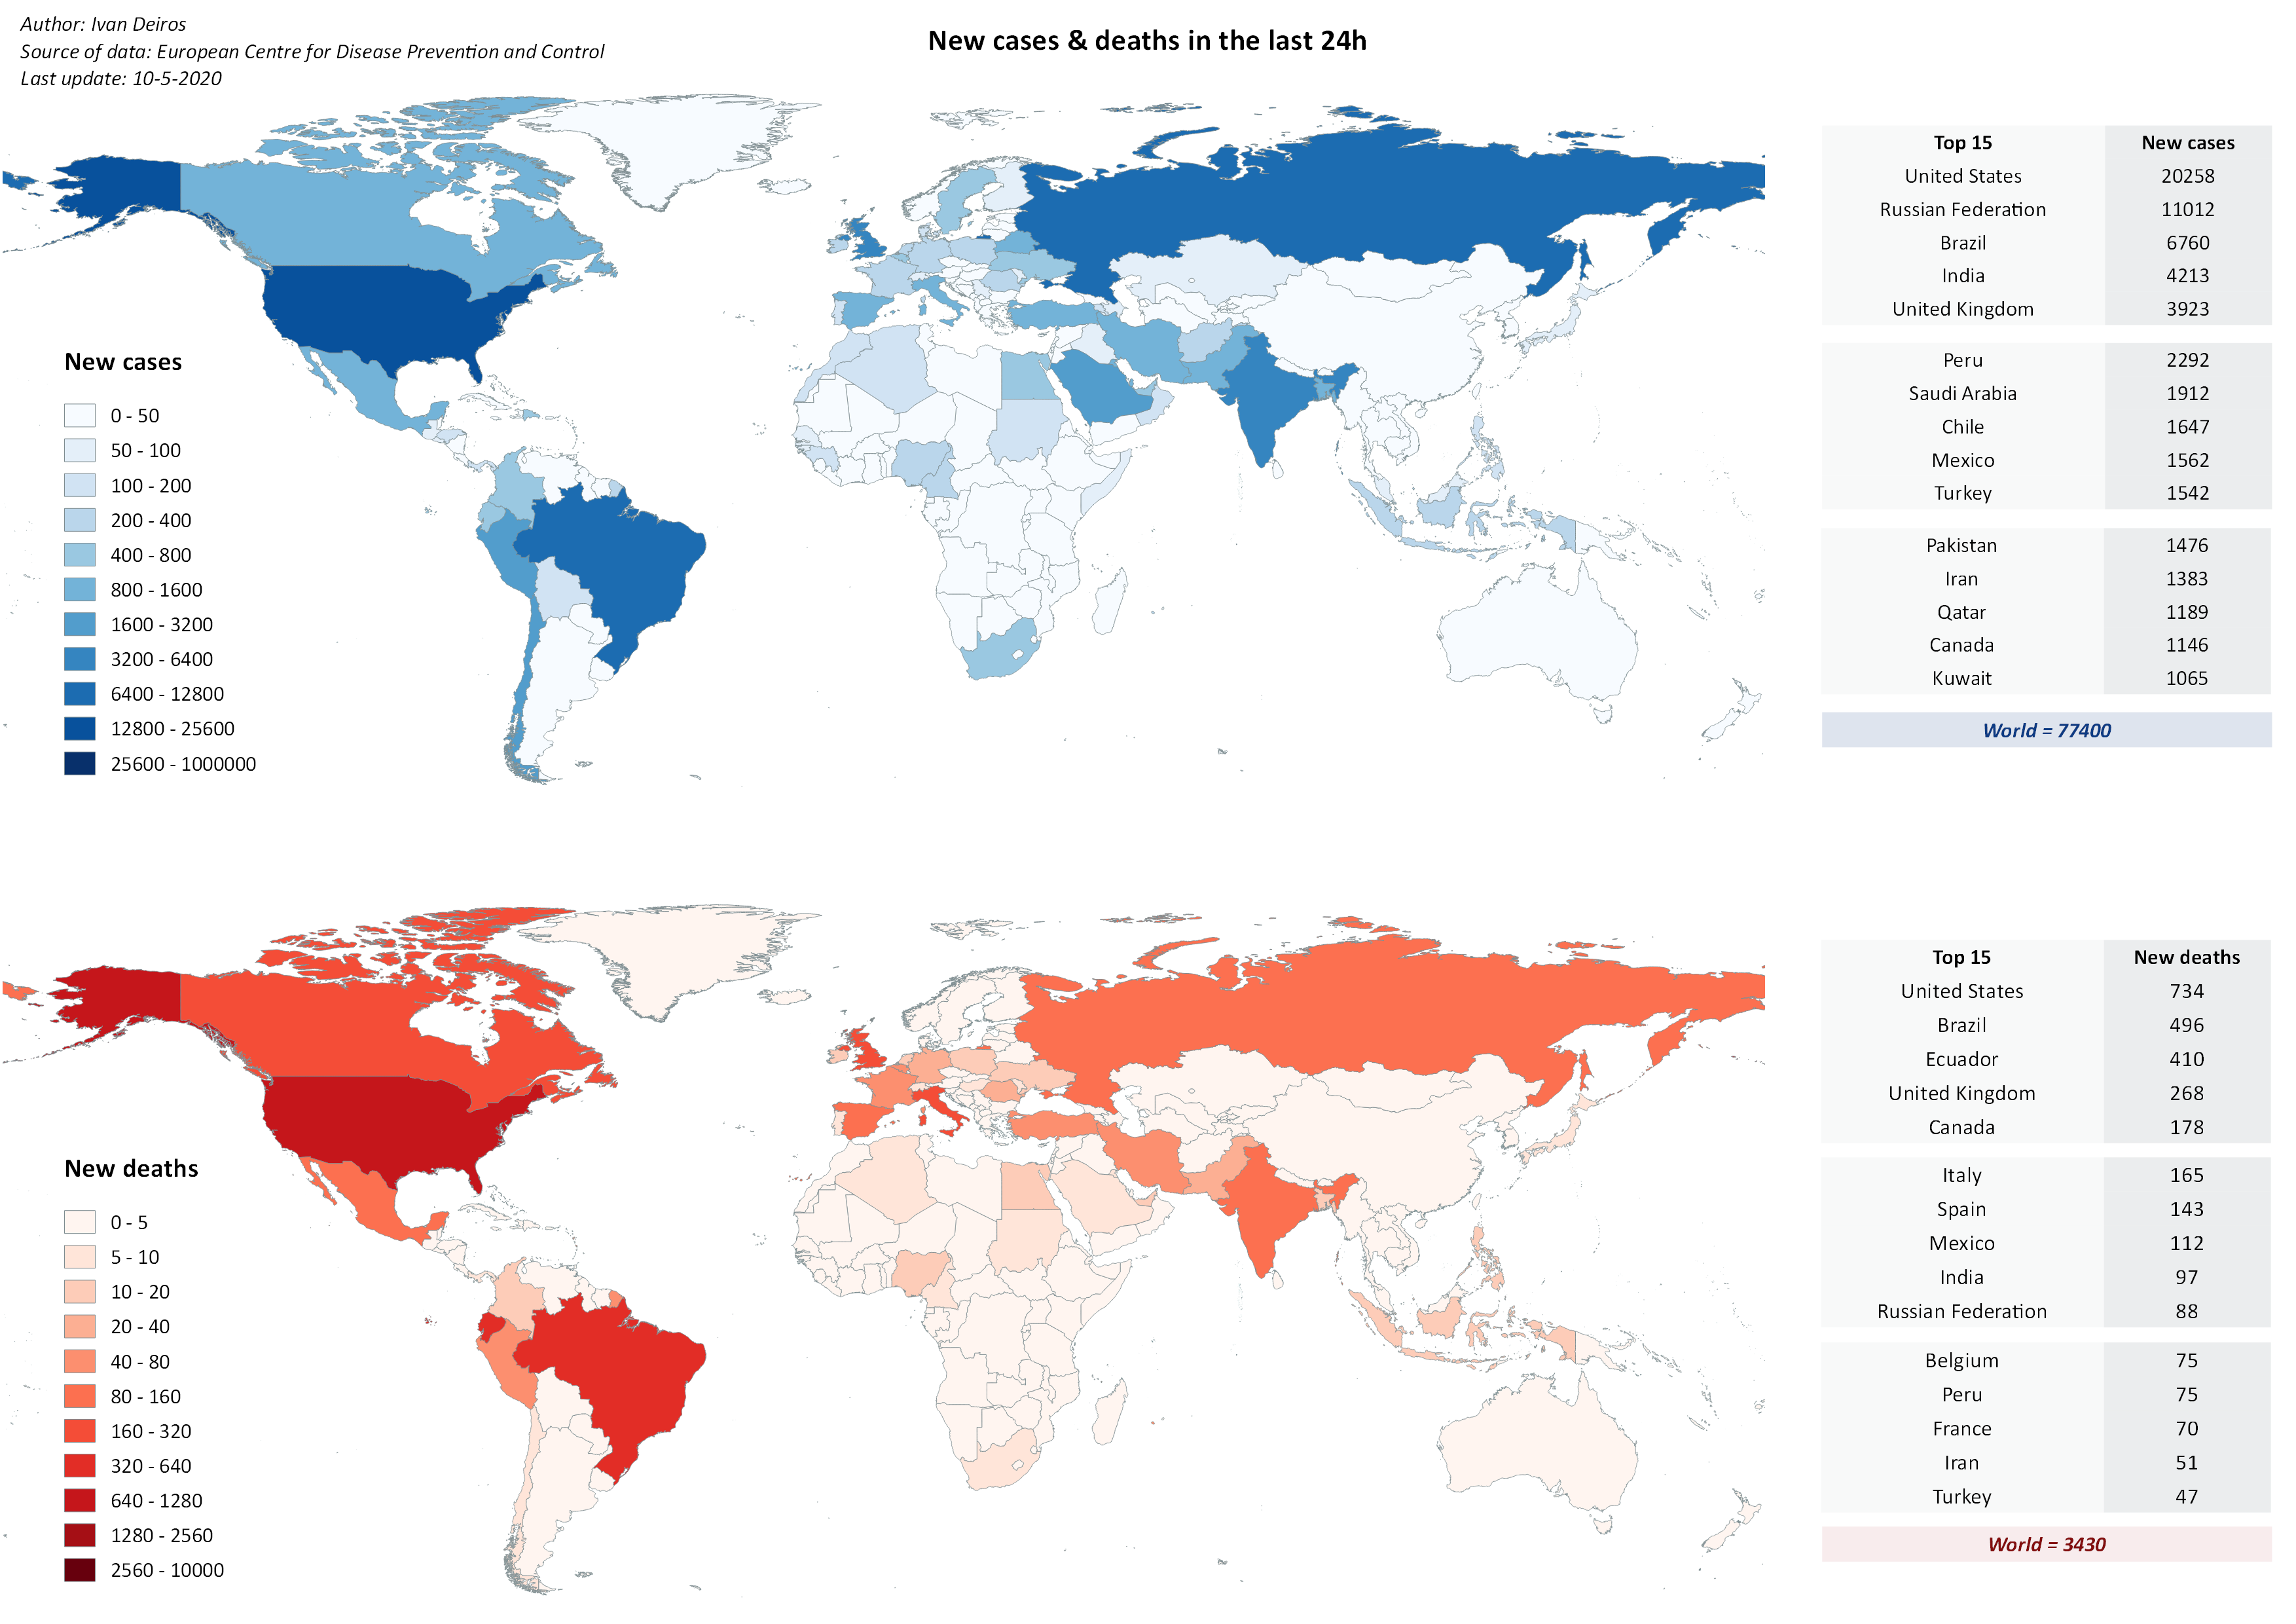 Author: Ivan Deiros
Source of data: European Centre for Disease Prevention and Control
Last update: 10-5-2020
New cases & deaths in the last 24h
New cases
0 - 50
50 - 100
100 - 200
200 - 400
400 - 800
800 - 1600
1600 - 3200
3200 - 6400
6400 - 12800
12800 - 25600
25600 - 1000000
Top 15 New cases
United States 20258
Russian Federation 11012
Brazil 6760
India 4213
United Kingdom 3923
Peru 2292
Saudi Arabia 1912
Chile 1647
Mexico 1562
Turkey 1542
Pakistan 1476
Iran 1383
Qatar 1189
Canada 1146
Kuwait 1065
World = 77400
New deaths
0 - 5
5 - 10
10 - 20
20 - 40
40 - 80
80 - 160
160 - 320
320 - 640
640 - 1280
1280 - 2560
2560 - 10000
Top 15 New deaths
United States 734
Brazil 496
Ecuador 410
United Kingdom 268
Canada 178
Italy 165
Spain 143
Mexico 112
India 97
Russian Federation 88
Belgium 75
Peru 75
France 70
Iran 51
Turkey 47
World = 3430